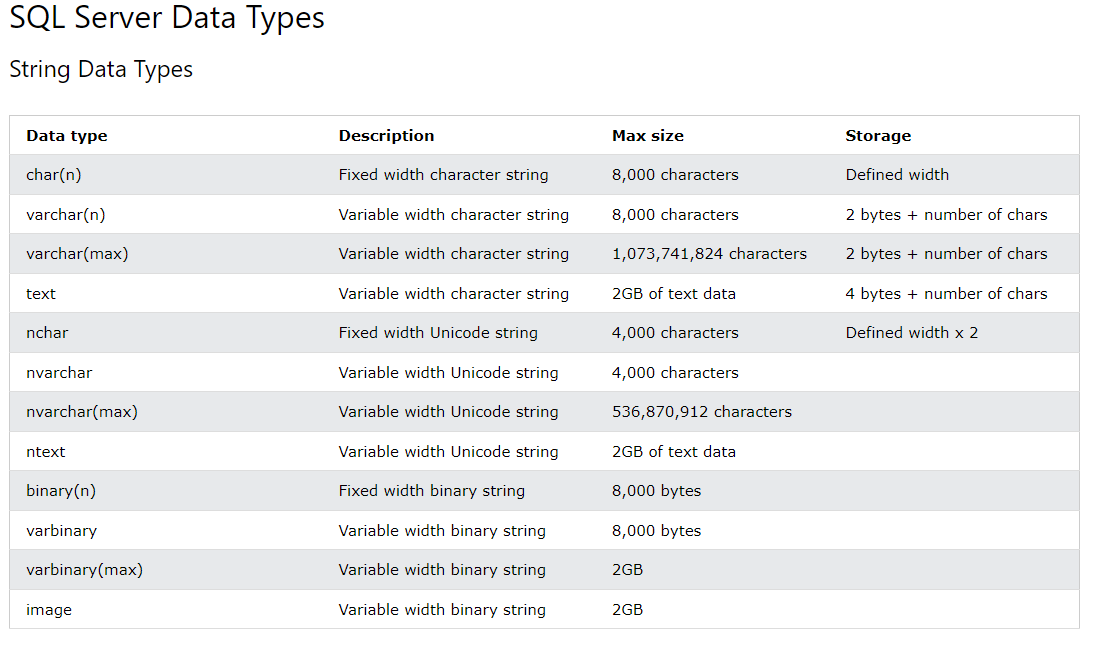 SQL Server Data Types
String Data Types
Data type Description Max size Storage
char(n) Fixed width character string 8,000 characters Defined width
varchar(n) Variable width character string 8,000 characters 2 bytes + number of chars
varchar(max) Variable width character string 1,073,741,824 characters 2 bytes + number of chars
text Variable width character string 2GB of text data 4 bytes + number of chars
nchar Fixed width Unicode string 4,000 characters Defined width x 2
nvarchar Variable width Unicode string 4,000 characters
nvarchar(max) Variable width Unicode string 536,870,912 characters
ntext Variable width Unicode string 2GB of text data
binary(n) Fixed width binary string 8,000 bytes
varbinary Variable width binary string 8,000 bytes
varbinary(max) Variable width binary string 2GB
image Variable width binary string 2GB